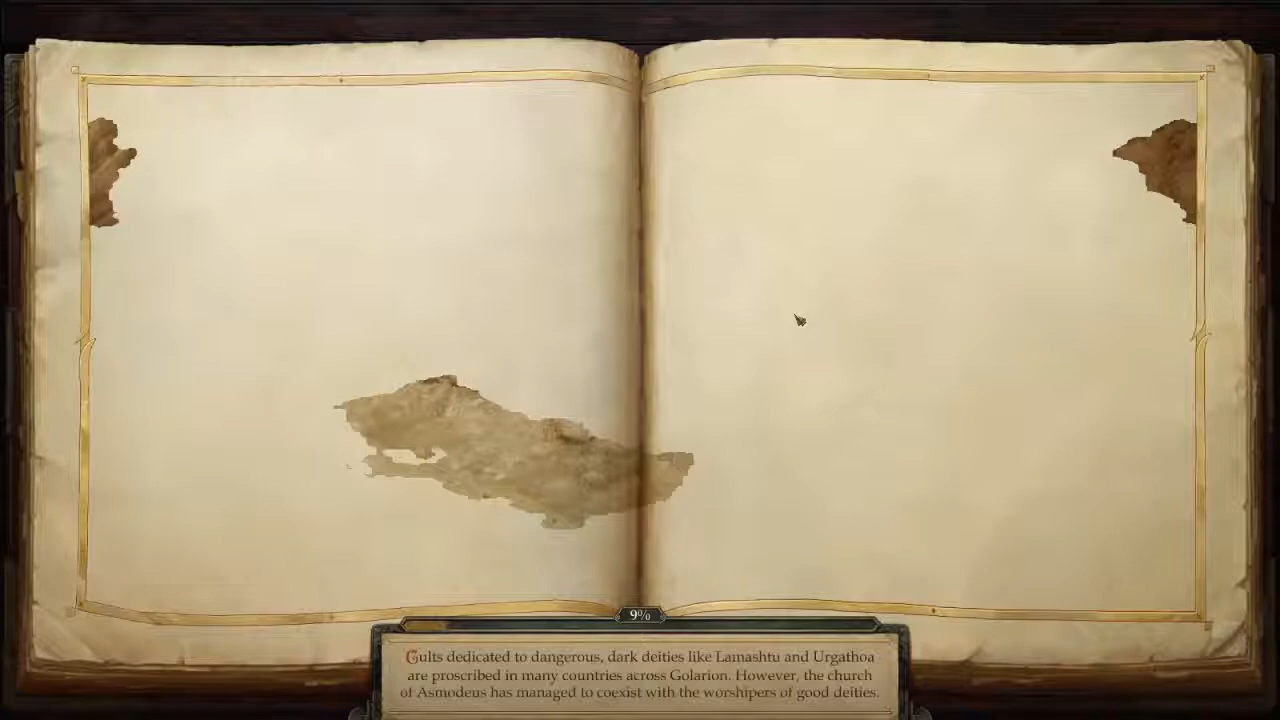 9%
Cults dedicated to dangerous, dark deities like Lamashtu and Urgathoa
are proscribed in many countries across Golarion. However, the church
of Asmodeus has managed to coexist with the worshipers of good deities.